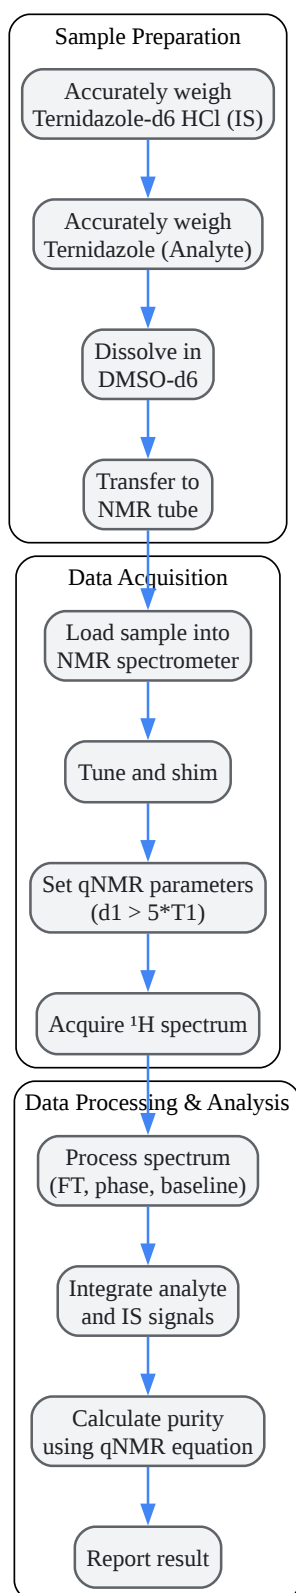 Sample Preparation
Accurately weigh
Ternidazole-d6 HCl (IS)
Accurately weigh
Ternidazole (Analyte)
Dissolve in
DMSO-d6
Transfer to
NMR tube
Data Acquisition
Load sample into
NMR spectrometer
Tune and shim
Set qNMR parameters
(d1 > 5*T1)
Acquire ¹H spectrum
Data Processing & Analysis
Process spectrum
(FT, phase, baseline)
Integrate analyte
and IS signals
Calculate purity
using qNMR equation
Report result